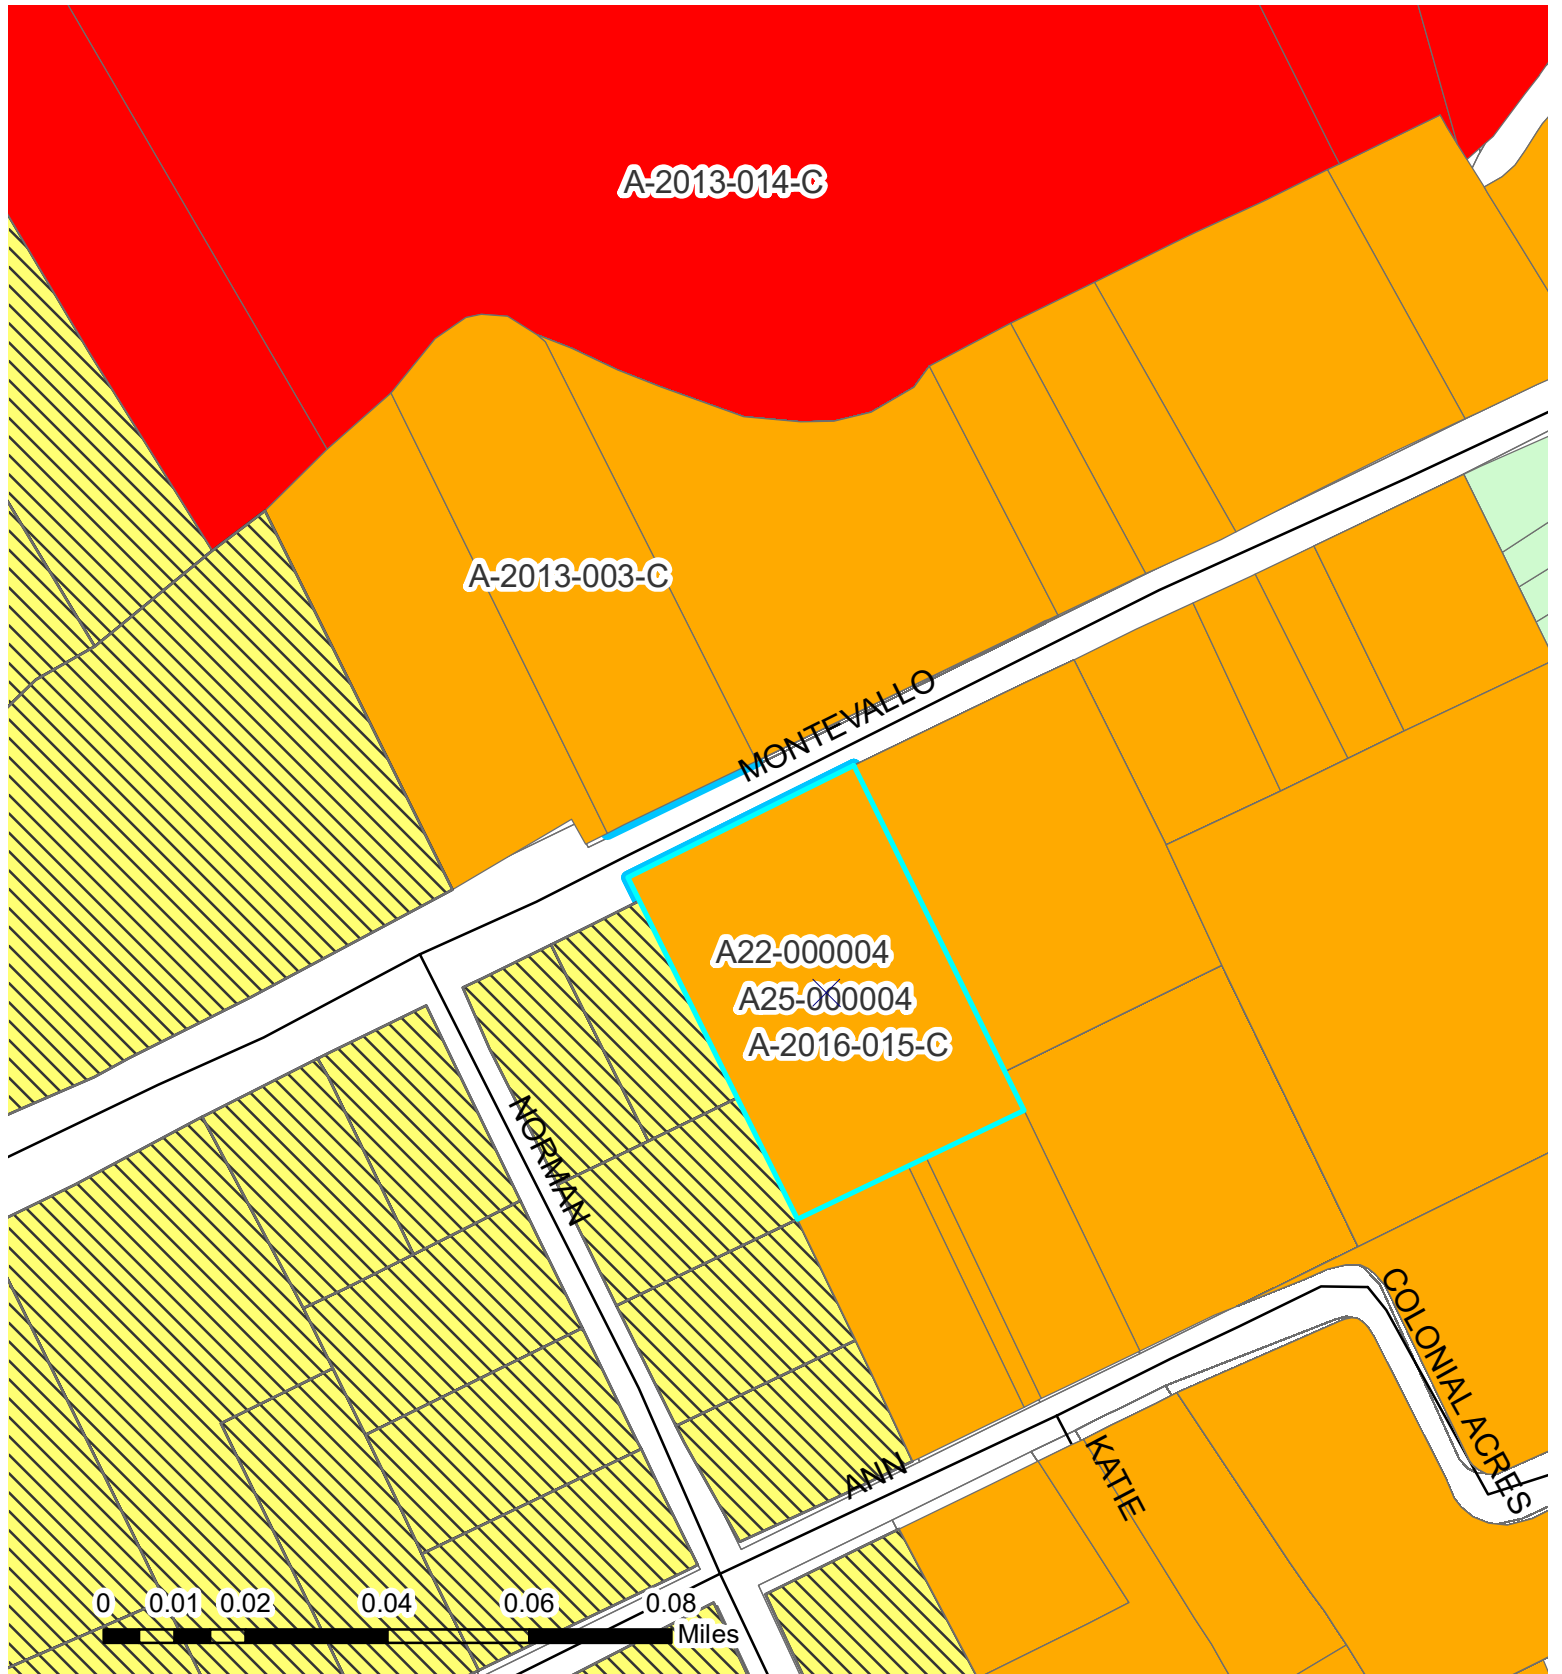 A-2013-014-C
A-2013-003-C
MONTEVALLO
A22-000004
A25-000004
A-2016-015-C
NORMAN
COLONIAL ACRES
ANN
KATIE
0 0.01 0.02 0.04 0.06 0.08
Miles